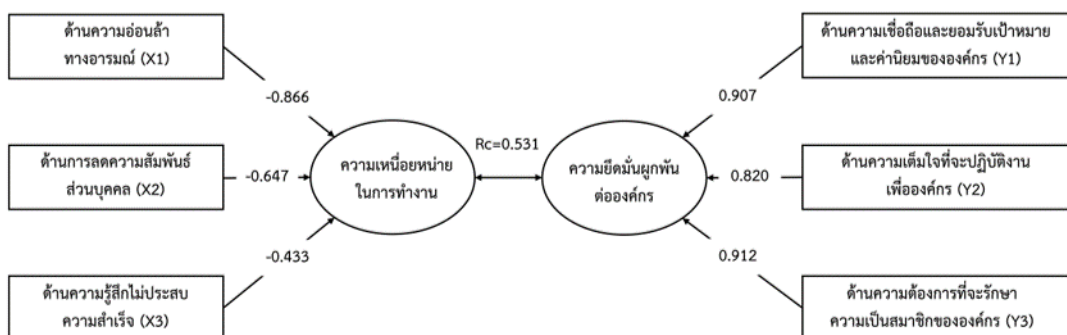 ด้านความอ่อนล้า
ทางอารมณ์ (X1)
-0.866
ด้านการลดความสัมพันธ์
ส่วนบุคคล (X2)
-0.647
ด้านความรู้สึกไม่ประสบ
ความสำเร็จ (X3)
-0.433
ความเหนื่อยหน่าย
ในการทำงาน
Rc=0.531
ความยึดมั่นผูกพัน
ต่อองค์กร
ด้านความเชื่อถือและยอมรับเป้าหมาย
และค่านิยมขององค์กร (Y1)
0.907
ด้านความเต็มใจที่จะปฏิบัติงาน
เพื่อองค์กร (Y2)
0.820
ด้านความต้องการที่จะรักษา
ความเป็นสมาชิกขององค์กร (Y3)
0.912